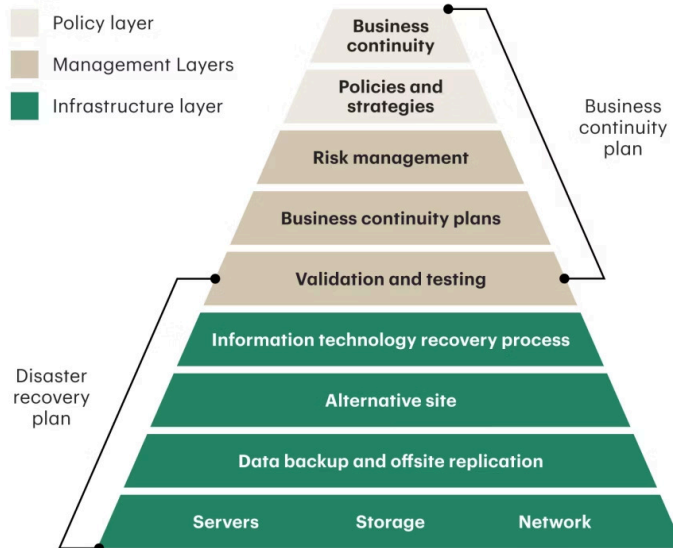 Policy layer
Management Layers
Infrastructure layer
Business
continuity
Policies and
strategies
Risk management
Business continuity plans
Validation and testing
Information technology recovery process
Alternative site
Data backup and offsite replication
Servers Storage Network
Business
continuity
plan
Disaster
recovery
plan